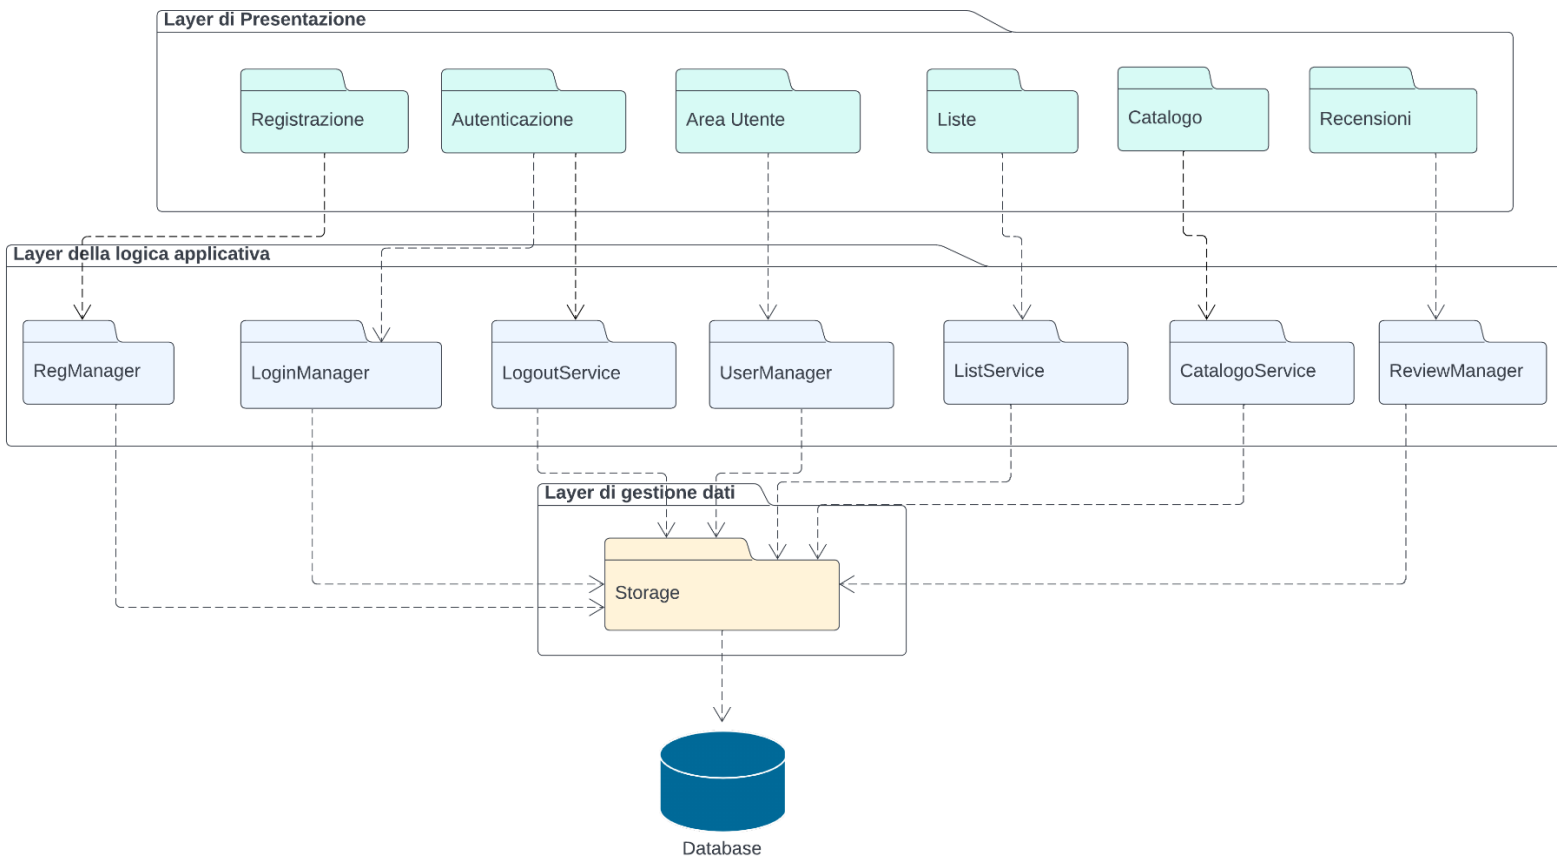 Layer di Presentazione
Registrazione
Autenticazione
Area Utente
Liste
Catalogo
Recensioni
Layer della logica applicativa
RegManager
LoginManager
LogoutService
UserManager
ListService
CatalogoService
ReviewManager
Layer di gestione dati
Storage
Database